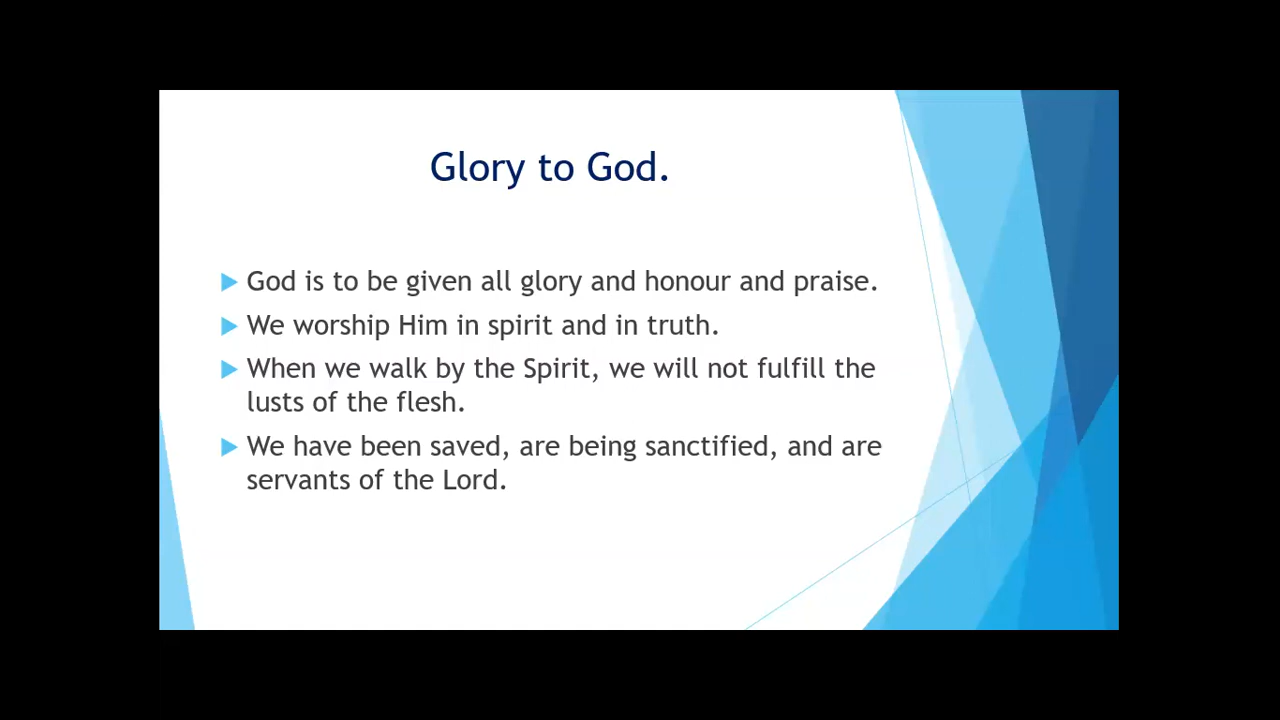 Glory to God.
God is to be given all glory and honour and praise.
We worship Him in spirit and in truth.
When we walk by the Spirit, we will not fulfill the
lusts of the flesh.
We have been saved, are being sanctified, and are
servants of the Lord.